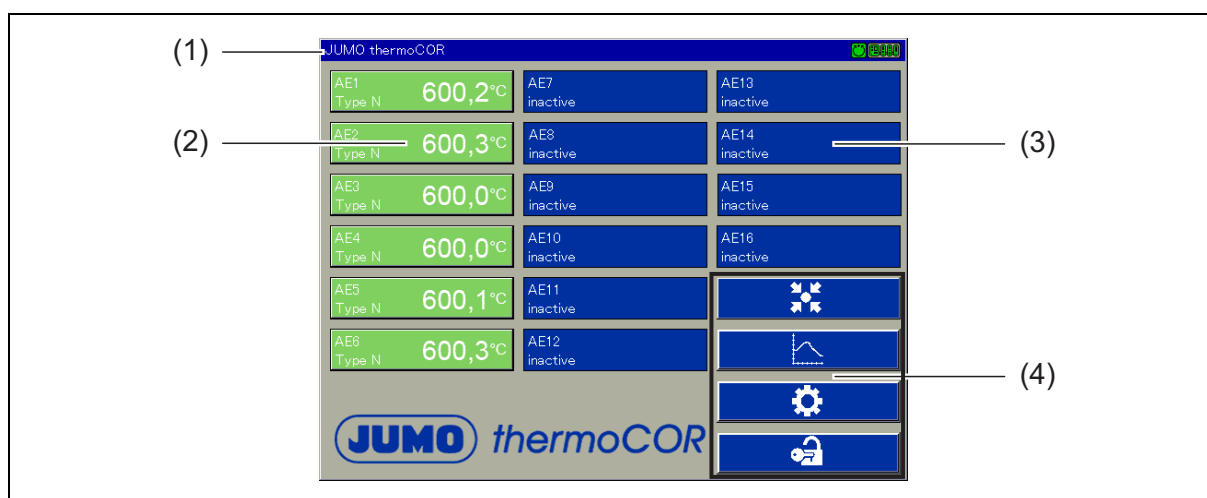 (1)
JUMO thermoCOR
AE1
Type N 600,2°C
AE7
inactive
AE13
inactive
(2)
AE2
Type N 600,3°C
AE8
inactive
AE14
inactive
(3)
AE3
Type N 600,0°C
AE9
inactive
AE15
inactive
AE4
Type N 600,0°C
AE10
inactive
AE16
inactive
AE5
Type N 600,1°C
AE11
inactive
AE6
Type N 600,3°C
AE12
inactive
(4)
JUMO thermoCOR